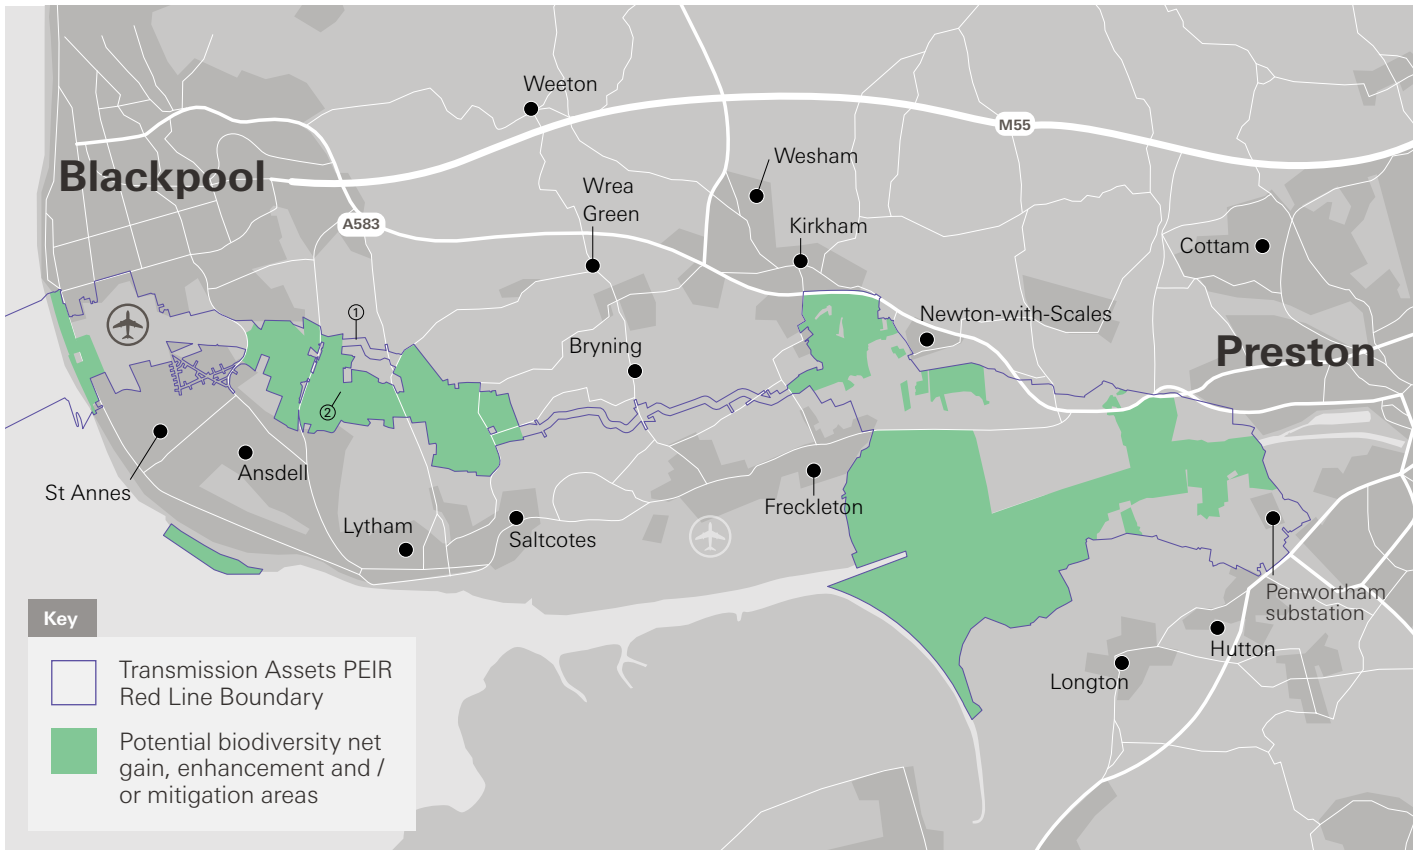 Weeton
M55
Wesham
Blackpool
Wrea
Green
A583
Kirkham
Cottam
①
Newton-with-Scales
Bryning
Preston
②
Ansdell
St Annes
Freckleton
Lytham
Saltcotes
Penwortham
substation
Hutton
Longton
Key
Transmission Assets PEIR
Red Line Boundary
Potential biodiversity net
gain, enhancement and /
or mitigation areas